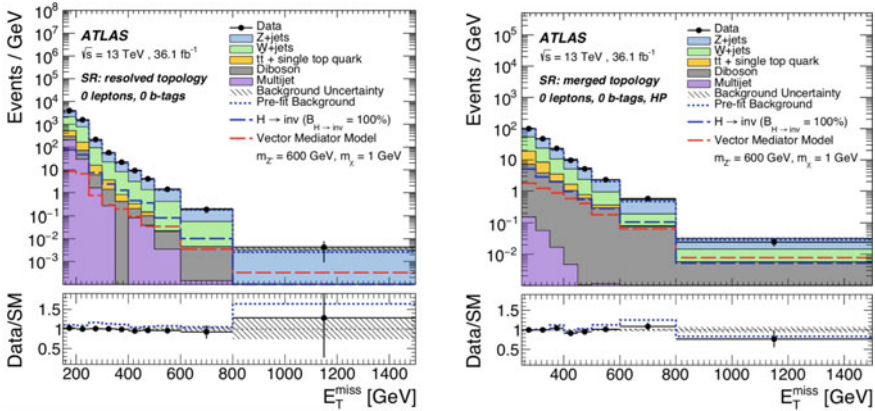 Events / GeV
10⁸
10⁷
10⁶
10⁵
10⁴
10³
10²
10
1
10⁻¹
10⁻²
10⁻³
ATLAS
√s = 13 TeV , 36.1 fb⁻¹
SR: resolved topology
0 leptons, 0 b-tags
Data
Z+jets
W+jets
tt̄ + single top quark
Diboson
Multijet
Background Uncertainty
Pre-fit Background
H → inv (B_H → inv = 100%)
Vector Mediator Model
m_Z' = 600 GeV, m_χ = 1 GeV
Data/SM
1.5
1
0.5
200 400 600 800 1000 1200 1400
E_T^miss [GeV]
Events / GeV
10⁵
10⁴
10³
10²
10
1
10⁻¹
10⁻²
ATLAS
√s = 13 TeV , 36.1 fb⁻¹
SR: merged topology
0 leptons, 0 b-tags, HP
Data
Z+jets
W+jets
tt̄ + single top quark
Diboson
Multijet
Background Uncertainty
Pre-fit Background
H → inv (B_H → inv = 100%)
Vector Mediator Model
m_Z' = 600 GeV, m_χ = 1 GeV
Data/SM
1.5
1
0.5
400 600 800 1000 1200 1400
E_T^miss [GeV]